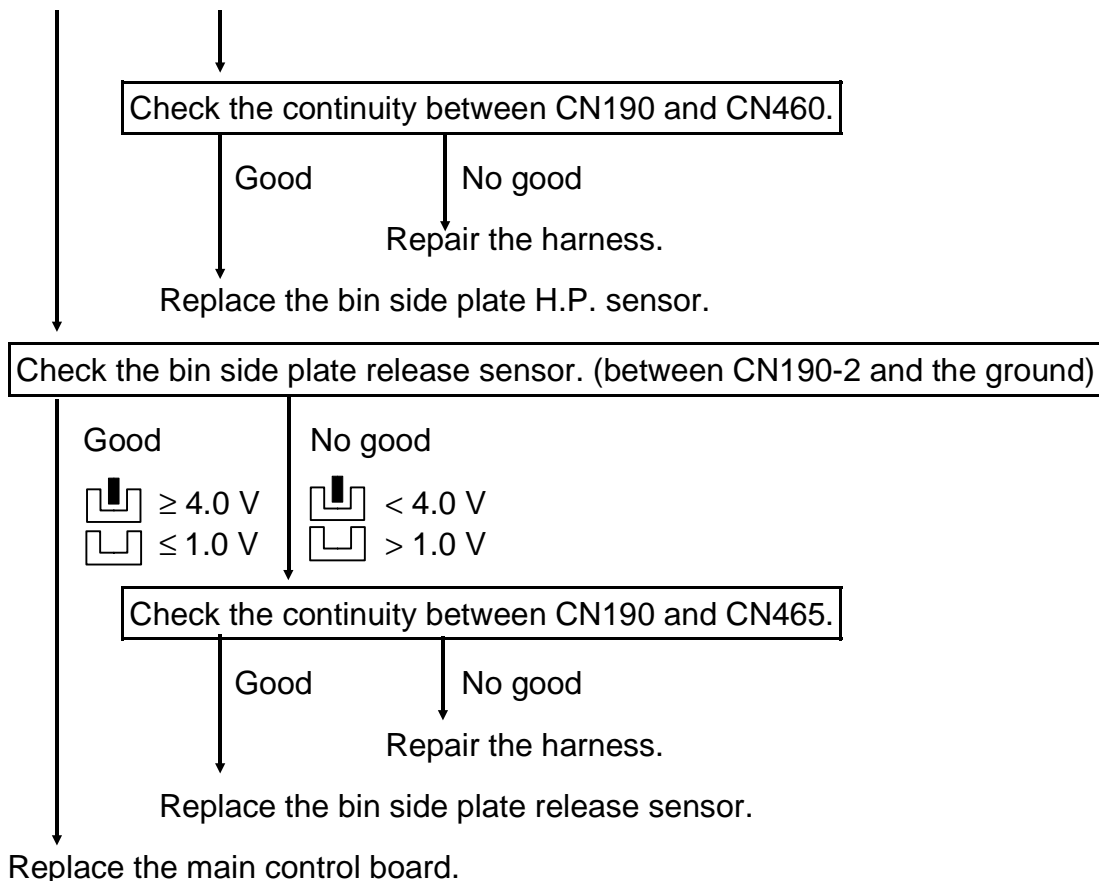 Check the continuity between CN190 and CN460.
Good
No good
Repair the harness.
Replace the bin side plate H.P. sensor.
Check the bin side plate release sensor. (between CN190-2 and the ground)
Good
No good
≥ 4.0 V
< 4.0 V
≤ 1.0 V
> 1.0 V
Check the continuity between CN190 and CN465.
Good
No good
Repair the harness.
Replace the bin side plate release sensor.
Replace the main control board.